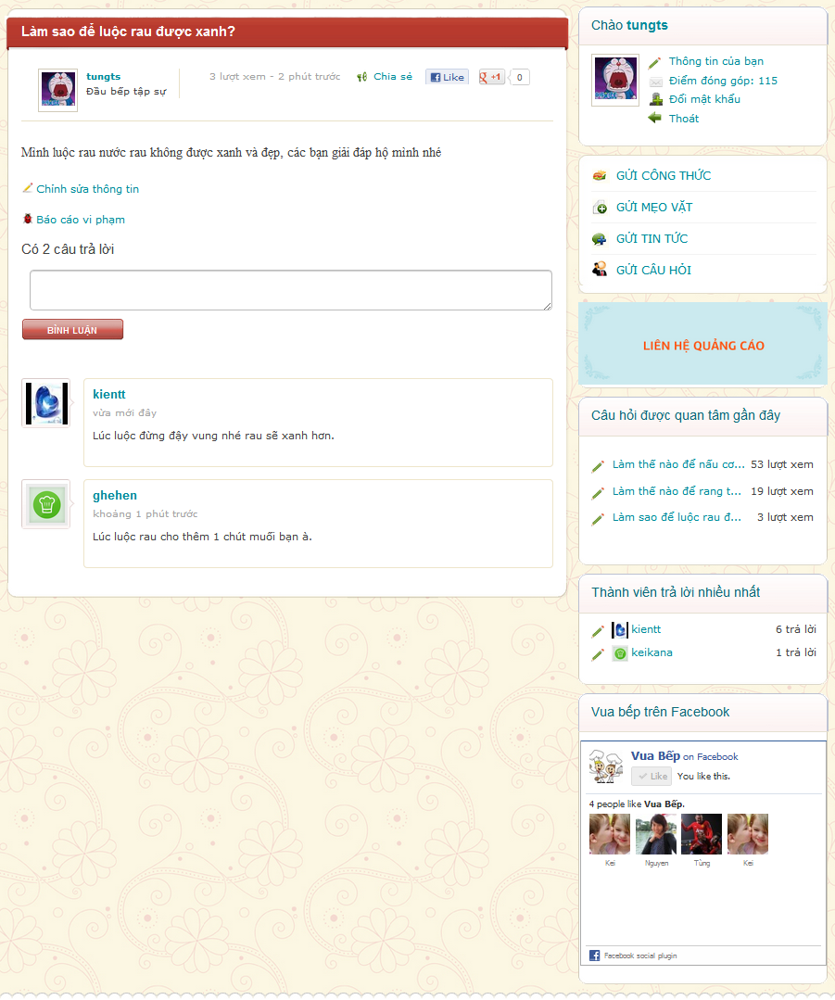 Làm sao để luộc rau được xanh?
tungts
Đầu bếp tập sự
3 lượt xem - 2 phút trước
Chia sẻ
Like
+1
0
Mình luộc rau nước rau không được xanh và đẹp, các bạn giải đáp hộ mình nhé
Chỉnh sửa thông tin
Báo cáo vi phạm
Có 2 câu trả lời
BÌNH LUẬN
kientt
vừa mới đây
Lúc luộc đừng đậy vung nhé rau sẽ xanh hơn.
ghehen
khoảng 1 phút trước
Lúc luộc rau cho thêm 1 chút muối bạn à.
Chào tungts
Thông tin của bạn
Điểm đóng góp: 115
Đổi mật khẩu
Thoát
GỬI CÔNG THỨC
GỬI MẸO VẶT
GỬI TIN TỨC
GỬI CÂU HỎI
LIÊN HỆ QUẢNG CÁO
Câu hỏi được quan tâm gần đây
Làm thế nào để nấu cơ... 53 lượt xem
Làm thế nào để rang t... 19 lượt xem
Làm sao để luộc rau đ... 3 lượt xem
Thành viên trả lời nhiều nhất
kientt 6 trả lời
keikana 1 trả lời
Vua bếp trên Facebook
Vua Bếp on Facebook
Like You like this.
4 people like Vua Bếp.
Kei Nguyen Tùng Kei
Facebook social plugin